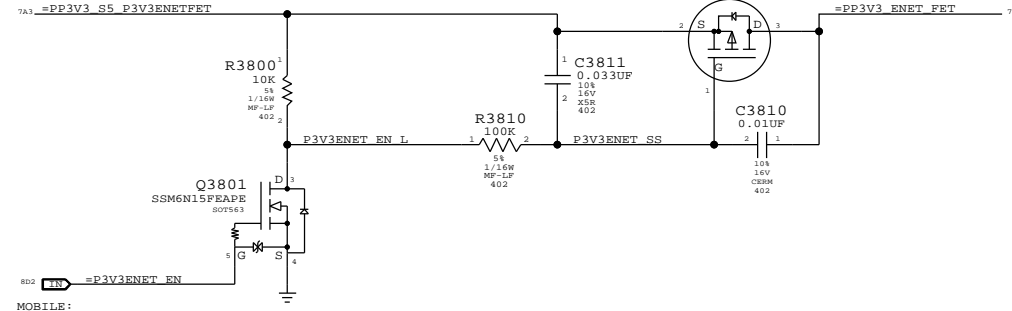 7A3 =PP3V3_S5_P3V3ENETFET
=PP3V3_ENET_FET 7
2 S D 3
G
1
R3800 1
10K
5%
1/16W
MF-LF
402 2
1 C3811
0.033UF
10%
16V
2 X5R
402
R3810
100K
1 2
5%
1/16W
MF-LF
402
C3810
0.01UF
2 1
10%
16V
CERM
402
P3V3ENET_EN_L
P3V3ENET_SS
Q3801
SSM6N15FEAPE
SOT563
D 3
5 G S 4
8D2 IN =P3V3ENET_EN
MOBILE: